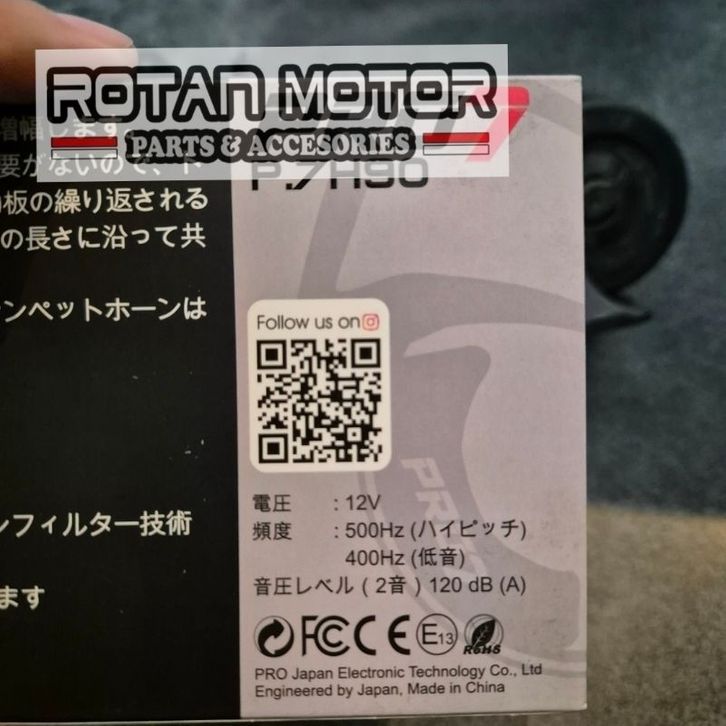 ROTAN MOTOR
PARTS & ACCESORIES
増幅します。
要がないので、
板の繰り返される
の長さに沿って共
ンペットホーンは
ンフィルター技術
ます
P.7H90
Follow us on
PRO
電圧 : 12V
頻度 : 500Hz (ハイピッチ)
400Hz (低音)
音圧レベル ( 2音 ) 120 dB (A)
FC CE E13 RoHS
PRO Japan Electronic Technology Co., Ltd
Engineered by Japan, Made in China